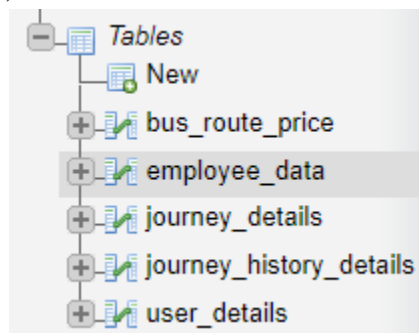 Tables
New
bus_route_price
employee_data
journey_details
journey_history_details
user_details